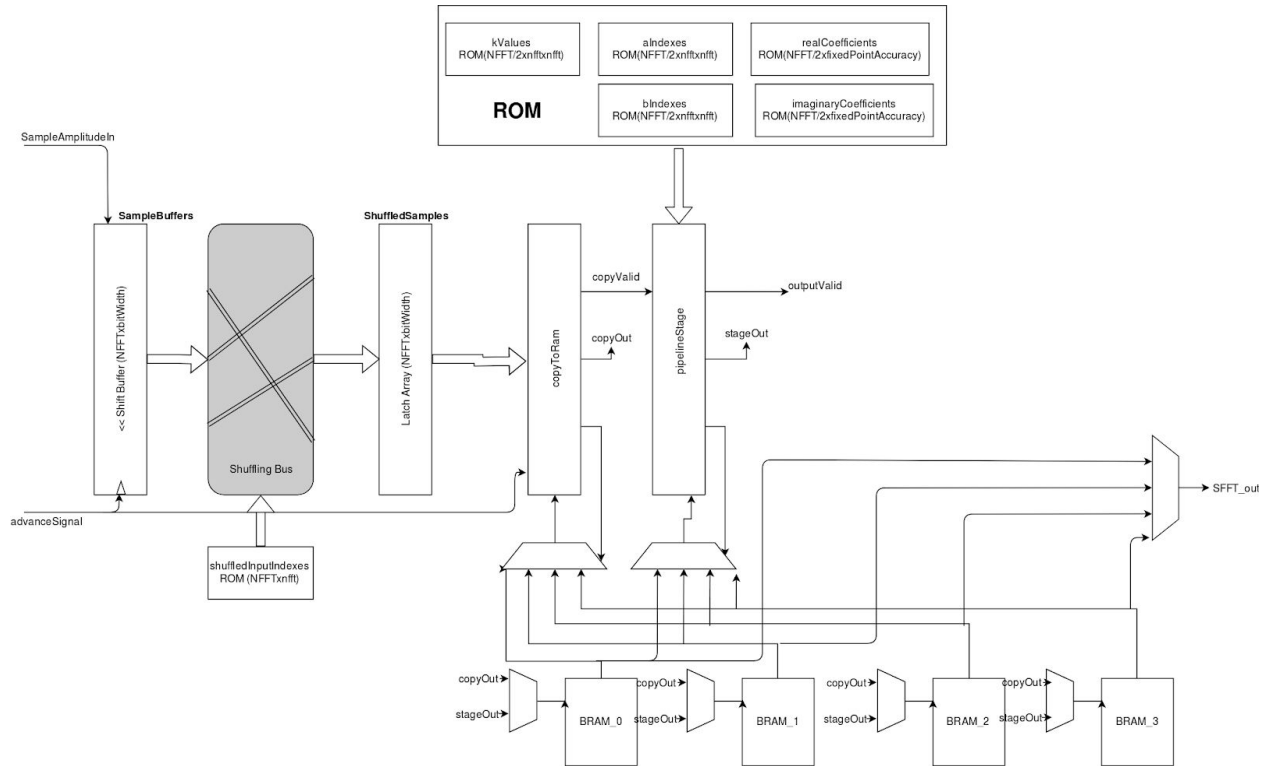 kValues
ROM(NFFT/2xnfftxnfft)
aIndexes
ROM(NFFT/2xnfftxnfft)
realCoefficients
ROM(NFFT/2xfixedPointAccuracy)
ROM
bIndexes
ROM(NFFT/2xnfftxnfft)
imaginaryCoefficients
ROM(NFFT/2xfixedPointAccuracy)
SampleAmplitudeIn
SampleBuffers
ShuffledSamples
<< Shift Buffer (NFFTxbitWidth)
Shuffling Bus
Latch Array (NFFTxbitWidth)
copyToRam
copyValid
copyOut
pipelineStage
outputValid
stageOut
advanceSignal
shuffledInputIndexes
ROM (NFFTxnfft)
SFFT_out
copyOut
stageOut
BRAM_0
copyOut
stageOut
BRAM_1
copyOut
stageOut
BRAM_2
copyOut
stageOut
BRAM_3